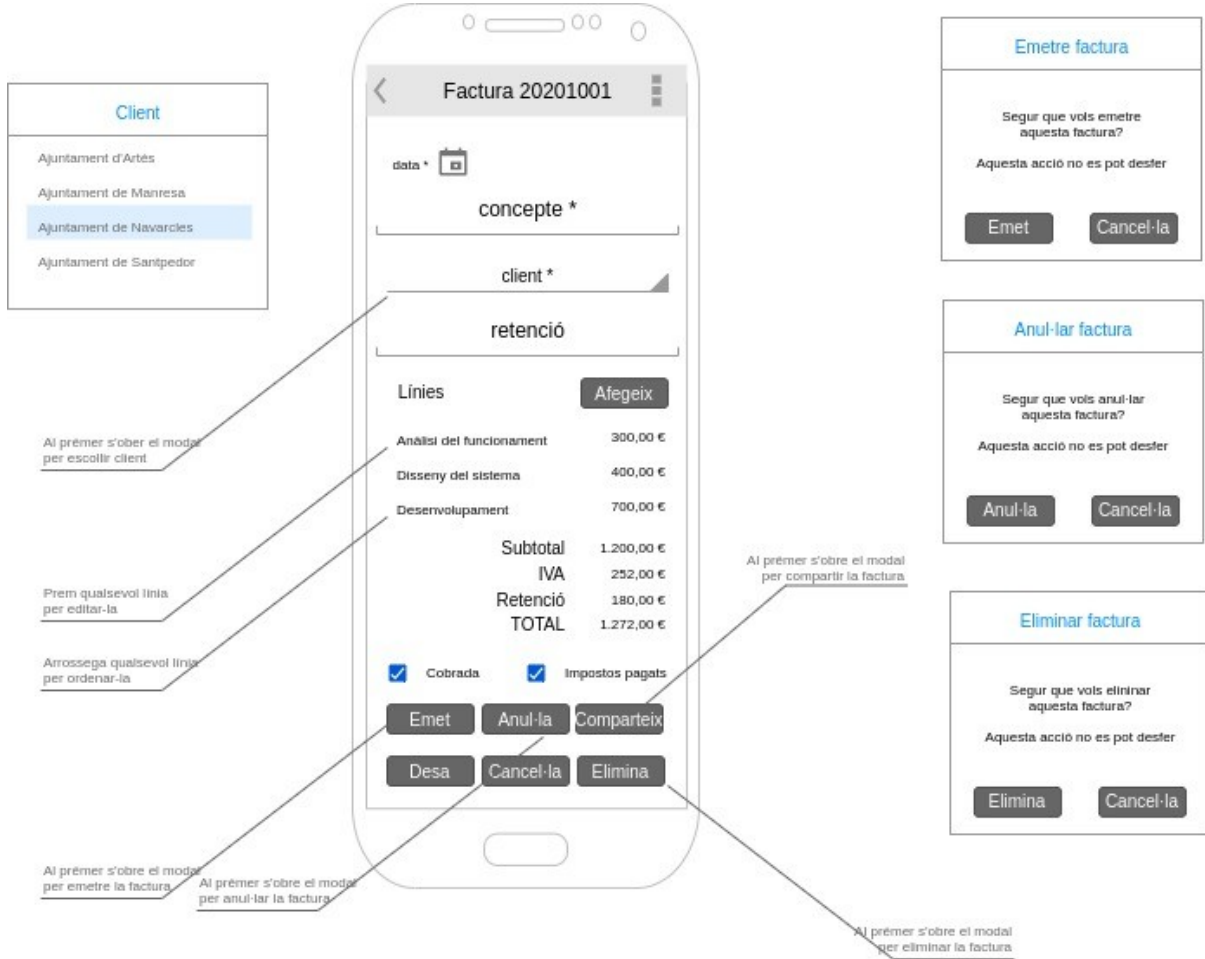 Client
Ajuntament d'Artés
Ajuntament de Manresa
Ajuntament de Navarcles
Ajuntament de Santpedor
Al prémer s'ober el modal
per escollir client
Prem qualsevol línia
per editar-la
Arrossega qualsevol línia
per ordenar-la
Al prémer s'obre el modal
per emetre la factura
Al prémer s'obre el modal
per anul·lar la factura
Factura 20201001
data *
concepte *
client *
retenció
Línies Afegeix
Anàlisi del funcionament 300,00 €
Disseny del sistema 400,00 €
Desenvolupament 700,00 €
Subtotal 1.200,00 €
IVA 252,00 €
Retenció 180,00 €
TOTAL 1.272,00 €
Cobrada Impostos pagats
Emet Anul·la Comparteix
Desa Cancel·la Elimina
Al prémer s'obre el modal
per compartir la factura
Al prémer s'obre el modal
per eliminar la factura
Emetre factura
Segur que vols emetre
aquesta factura?
Aquesta acció no es pot desfer
Emet Cancel·la
Anul·lar factura
Segur que vols anul·lar
aquesta factura?
Aquesta acció no es pot desfer
Anul·la Cancel·la
Eliminar factura
Segur que vols elininar
aquesta factura?
Aquesta acció no es pot desfer
Elimina Cancel·la